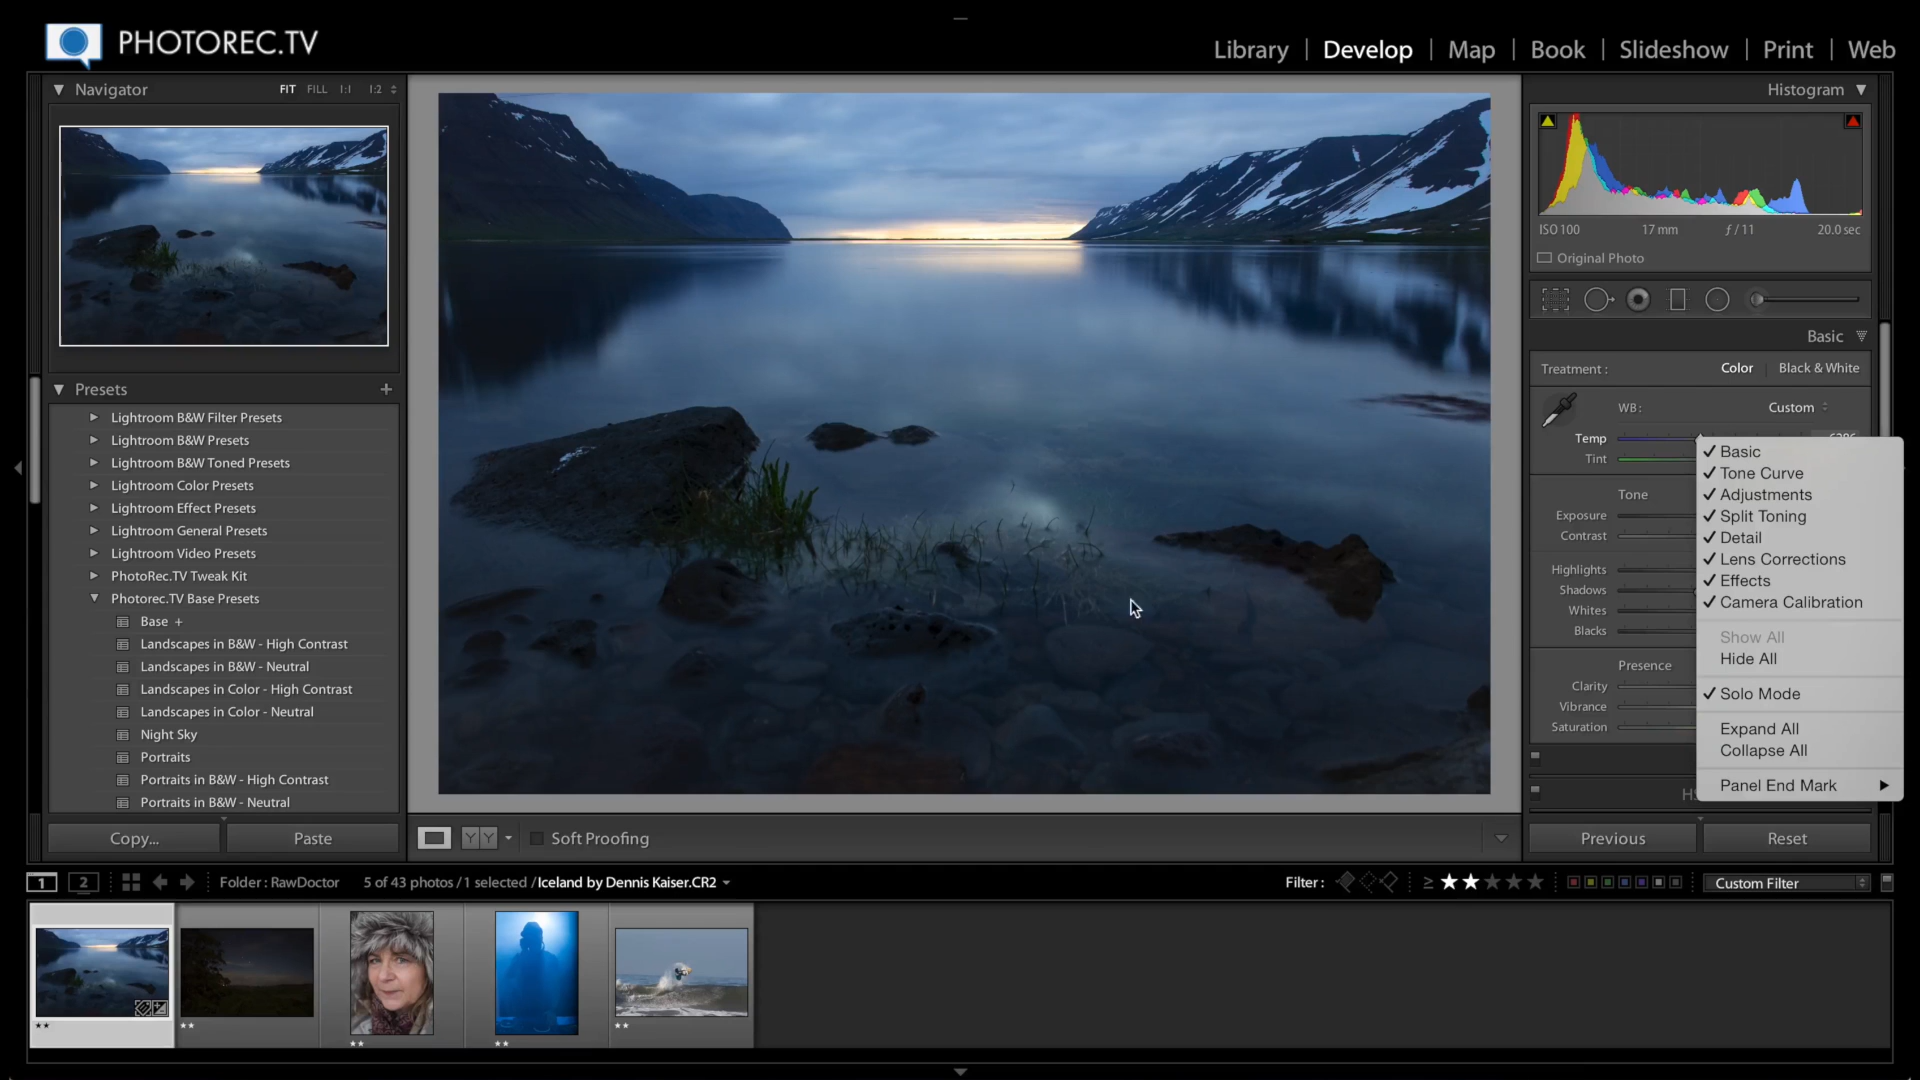 PHOTOREC.TV
Library | Develop | Map | Book | Slideshow | Print | Web
Navigator
FIT FILL 1:1 1:2
Presets +
Lightroom B&W Filter Presets
Lightroom B&W Presets
Lightroom B&W Toned Presets
Lightroom Color Presets
Lightroom Effect Presets
Lightroom General Presets
Lightroom Video Presets
PhotoRec.TV Tweak Kit
Photorec.TV Base Presets
Base +
Landscapes in B&W - High Contrast
Landscapes in B&W - Neutral
Landscapes in Color - High Contrast
Landscapes in Color - Neutral
Night Sky
Portraits
Portraits in B&W - High Contrast
Portraits in B&W - Neutral
Copy...
Paste
Y Y
Soft Proofing
Histogram
ISO 100 17 mm ƒ / 11 20.0 sec
Original Photo
Basic
Treatment : Color | Black & White
WB : Custom
Temp
Tint
Tone
Exposure
Contrast
Highlights
Shadows
Whites
Blacks
Presence
Clarity
Vibrance
Saturation
✓ Basic
✓ Tone Curve
✓ Adjustments
✓ Split Toning
✓ Detail
✓ Lens Corrections
✓ Effects
✓ Camera Calibration
Show All
Hide All
✓ Solo Mode
Expand All
Collapse All
Panel End Mark
Previous
Reset
1 2
Folder : RawDoctor
5 of 43 photos / 1 selected / Iceland by Dennis Kaiser.CR2
Filter :
≥ ★★★★★
Custom Filter